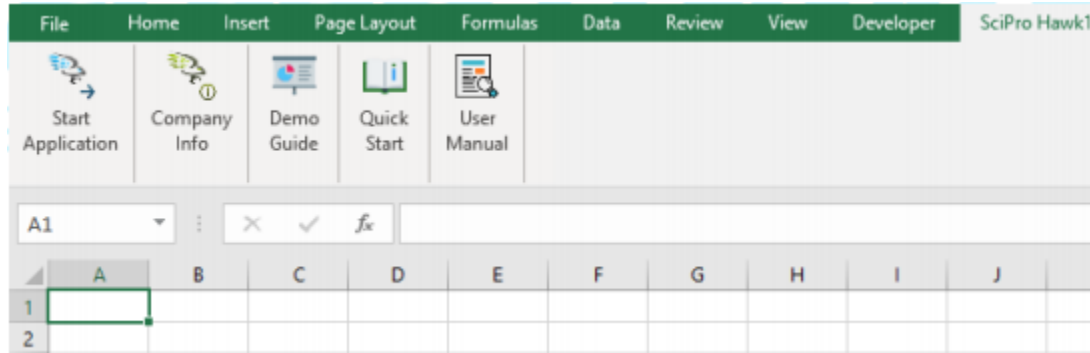 File Home Insert Page Layout Formulas Data Review View Developer SciPro Hawk1
Start Application
Company Info
Demo Guide
Quick Start
User Manual
A1 fx
A B C D E F G H I J
1
2